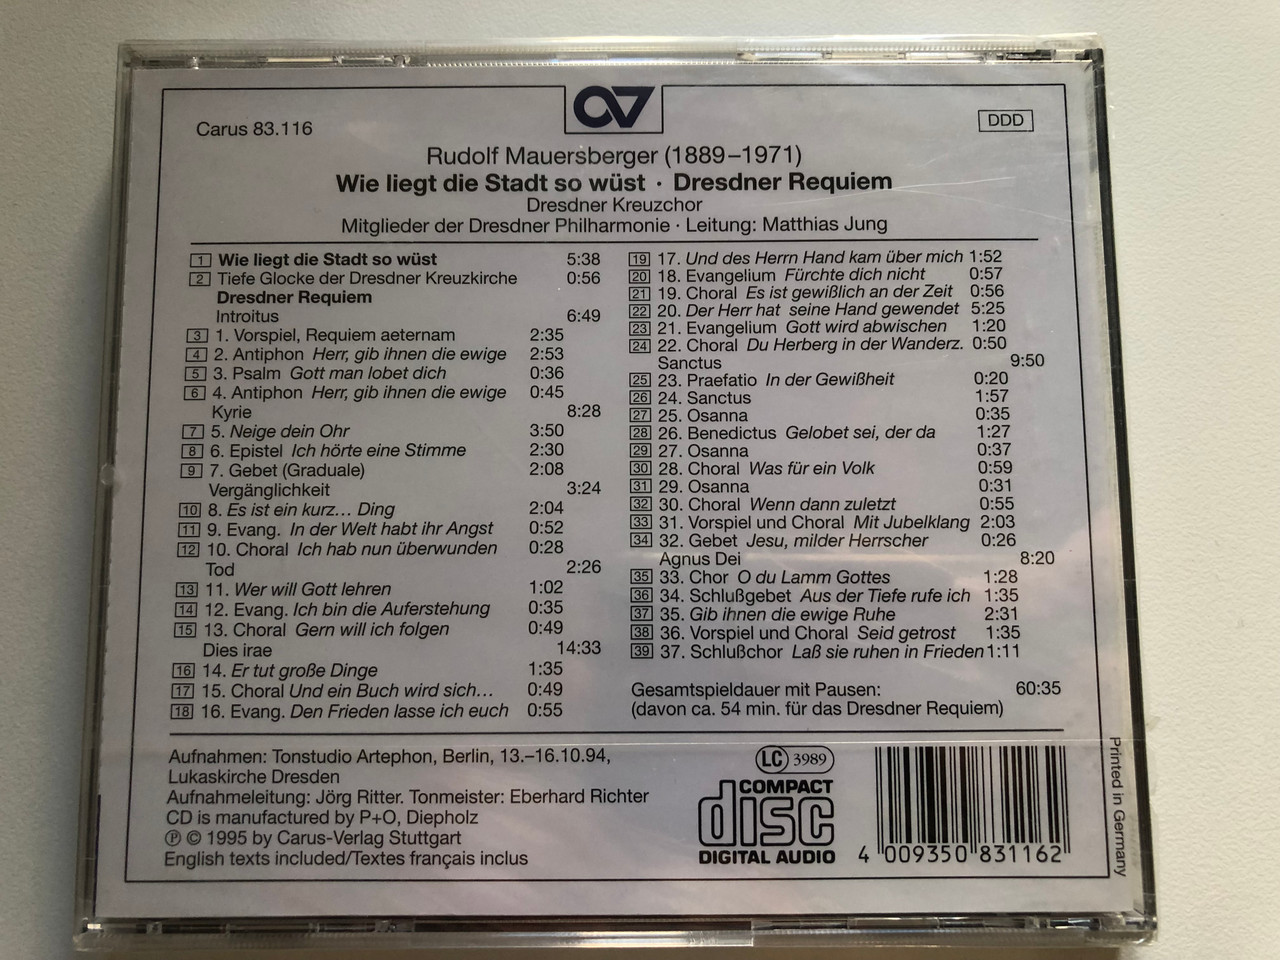 Carus 83.116
DDD
Rudolf Mauersberger (1889–1971)
Wie liegt die Stadt so wüst · Dresdner Requiem
Dresdner Kreuzchor
Mitglieder der Dresdner Philharmonie · Leitung: Matthias Jung
1 Wie liegt die Stadt so wüst 5:38
2 Tiefe Glocke der Dresdner Kreuzkirche 0:56
Dresdner Requiem
Introitus 6:49
3 1. Vorspiel, Requiem aeternam 2:35
4 2. Antiphon Herr, gib ihnen die ewige 2:53
5 3. Psalm Gott man lobet dich 0:36
6 4. Antiphon Herr, gib ihnen die ewige 0:45
Kyrie 8:28
7 5. Neige dein Ohr 3:50
8 6. Epistel Ich hörte eine Stimme 2:30
9 7. Gebet (Graduale) 2:08
Vergänglichkeit 3:24
10 8. Es ist ein kurz... Ding 2:04
11 9. Evang. In der Welt habt ihr Angst 0:52
12 10. Choral Ich hab nun überwunden 0:28
Tod 2:26
13 11. Wer will Gott lehren 1:02
14 12. Evang. Ich bin die Auferstehung 0:35
15 13. Choral Gern will ich folgen 0:49
Dies irae 14:33
16 14. Er tut große Dinge 1:35
17 15. Choral Und ein Buch wird sich... 0:49
18 16. Evang. Den Frieden lasse ich euch 0:55
19 17. Und des Herrn Hand kam über mich 1:52
20 18. Evangelium Fürchte dich nicht 0:57
21 19. Choral Es ist gewißlich an der Zeit 0:56
22 20. Der Herr hat seine Hand gewendet 5:25
23 21. Evangelium Gott wird abwischen 1:20
24 22. Choral Du Herberg in der Wanderz. 0:50
Sanctus 9:50
25 23. Praefatio In der Gewißheit 0:20
26 24. Sanctus 1:57
27 25. Osanna 0:35
28 26. Benedictus Gelobet sei, der da 1:27
29 27. Osanna 0:37
30 28. Choral Was für ein Volk 0:59
31 29. Osanna 0:31
32 30. Choral Wenn dann zuletzt 0:55
33 31. Vorspiel und Choral Mit Jubelklang 2:03
34 32. Gebet Jesu, milder Herrscher 0:26
Agnus Dei 8:20
35 33. Chor O du Lamm Gottes 1:28
36 34. Schlußgebet Aus der Tiefe rufe ich 1:35
37 35. Gib ihnen die ewige Ruhe 2:31
38 36. Vorspiel und Choral Seid getrost 1:35
39 37. Schlußchor Laß sie ruhen in Frieden 1:11
Gesamtspieldauer mit Pausen: 60:35
(davon ca. 54 min. für das Dresdner Requiem)
Aufnahmen: Tonstudio Artephon, Berlin, 13.–16.10.94,
Lukaskirche Dresden
Aufnahmeleitung: Jörg Ritter. Tonmeister: Eberhard Richter
CD is manufactured by P+O, Diepholz
℗ © 1995 by Carus-Verlag Stuttgart
English texts included/Textes français inclus
LC 3989
COMPACT
disc
DIGITAL AUDIO
4 009350 831162
Printed in Germany